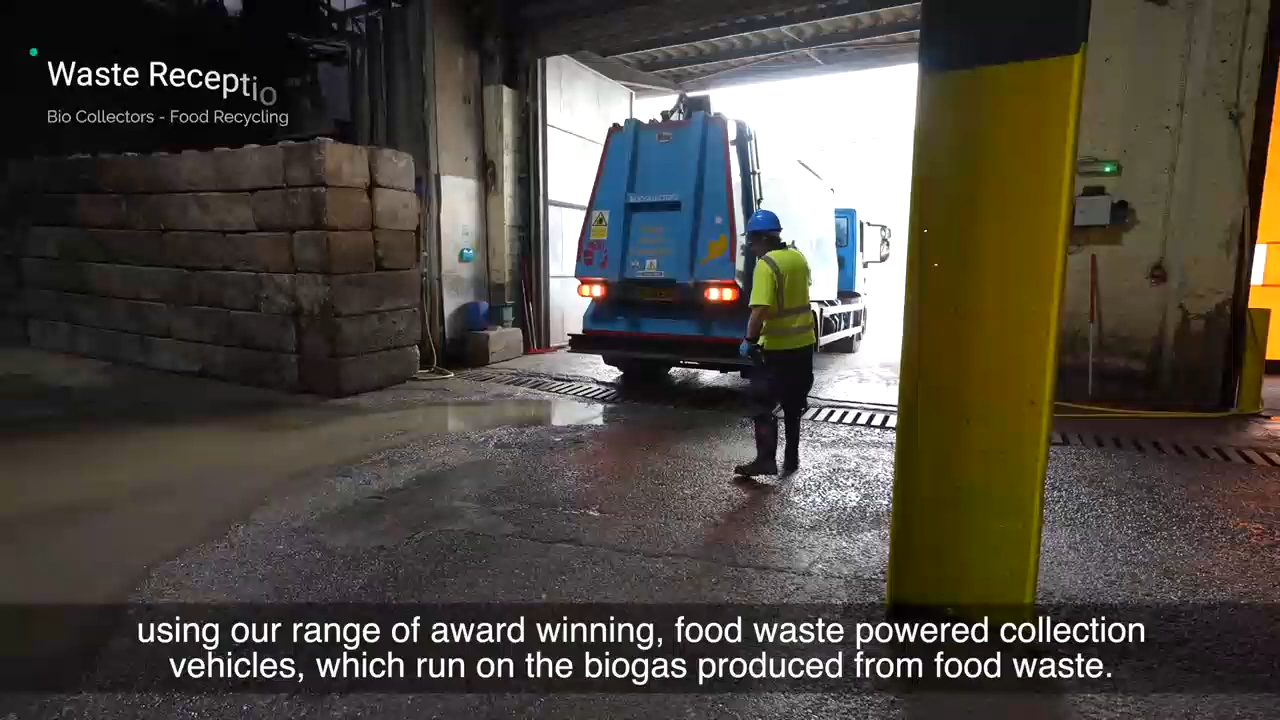 Waste Receptio
Bio Collectors - Food Recycling
using our range of award winning, food waste powered collection
vehicles, which run on the biogas produced from food waste.